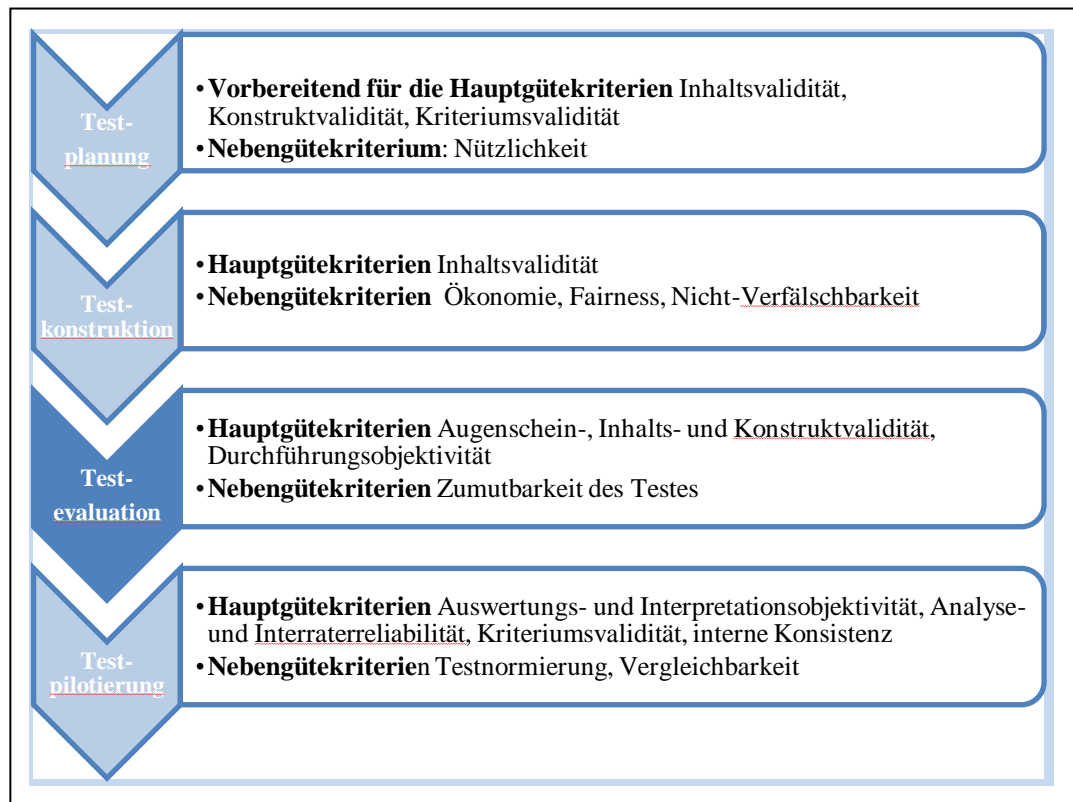 Test-
planung
•Vorbereitend für die Hauptgütekriterien Inhaltsvalidität,
Konstruktvalidität, Kriteriumsvalidität
•Nebengütekriterium: Nützlichkeit
Test-
konstruktion
•Hauptgütekriterien Inhaltsvalidität
•Nebengütekriterien Ökonomie, Fairness, Nicht-Verfälschbarkeit
Test-
evaluation
•Hauptgütekriterien Augenschein-, Inhalts- und Konstruktvalidität,
Durchführungsobjektivität
•Nebengütekriterien Zumutbarkeit des Testes
Test-
pilotierung
•Hauptgütekriterien Auswertungs- und Interpretationsobjektivität, Analyse-
und Interraterreliabilität, Kriteriumsvalidität, interne Konsistenz
•Nebengütekriterien Testnormierung, Vergleichbarkeit